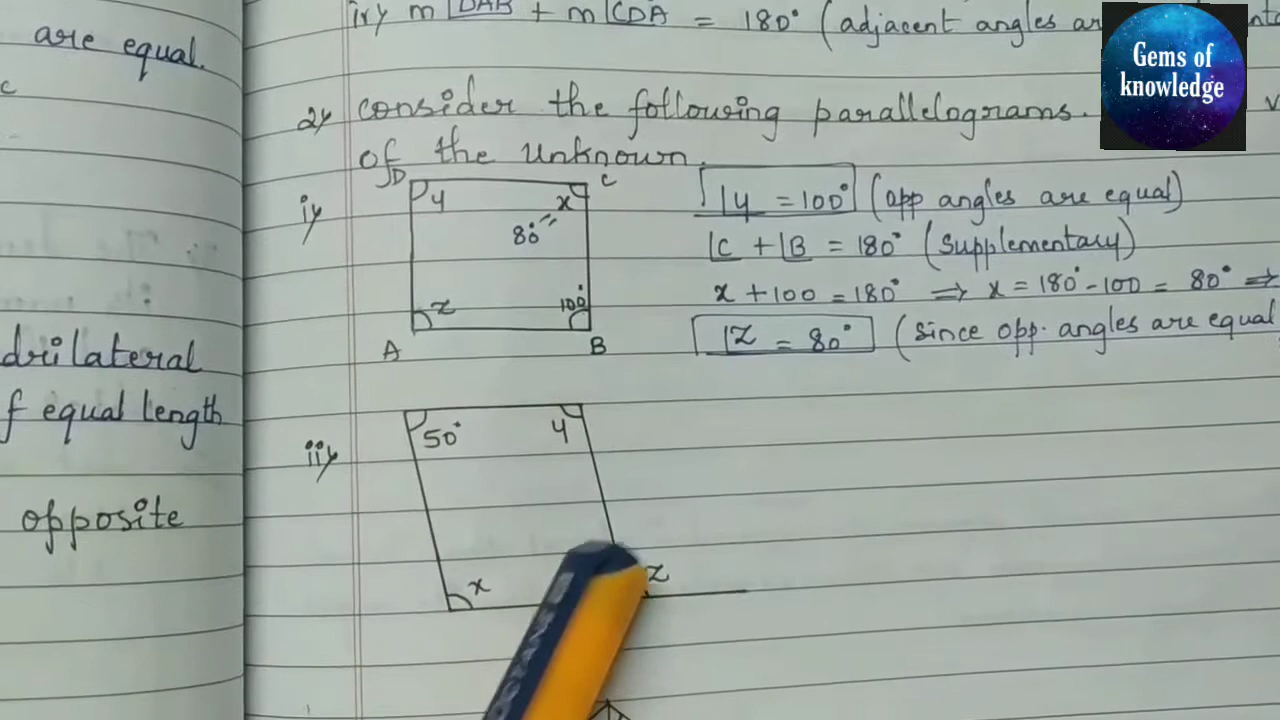 are equal.
c
drilateral
f equal length
opposite
iv) m∠DAB + m∠CDA = 180° (adjacent angles are
2) consider the following parallelograms.
of the unknown.
i) D C
y x
80°
z 100°
A B
∠y = 100° (opp angles are equal)
∠C + ∠B = 180° (supplementary)
x + 100 = 180° ⇒ x = 180° - 100 = 80° ⇒
∠z = 80° (since opp. angles are equal
ii) 50° y
x z
Gems of
knowledge